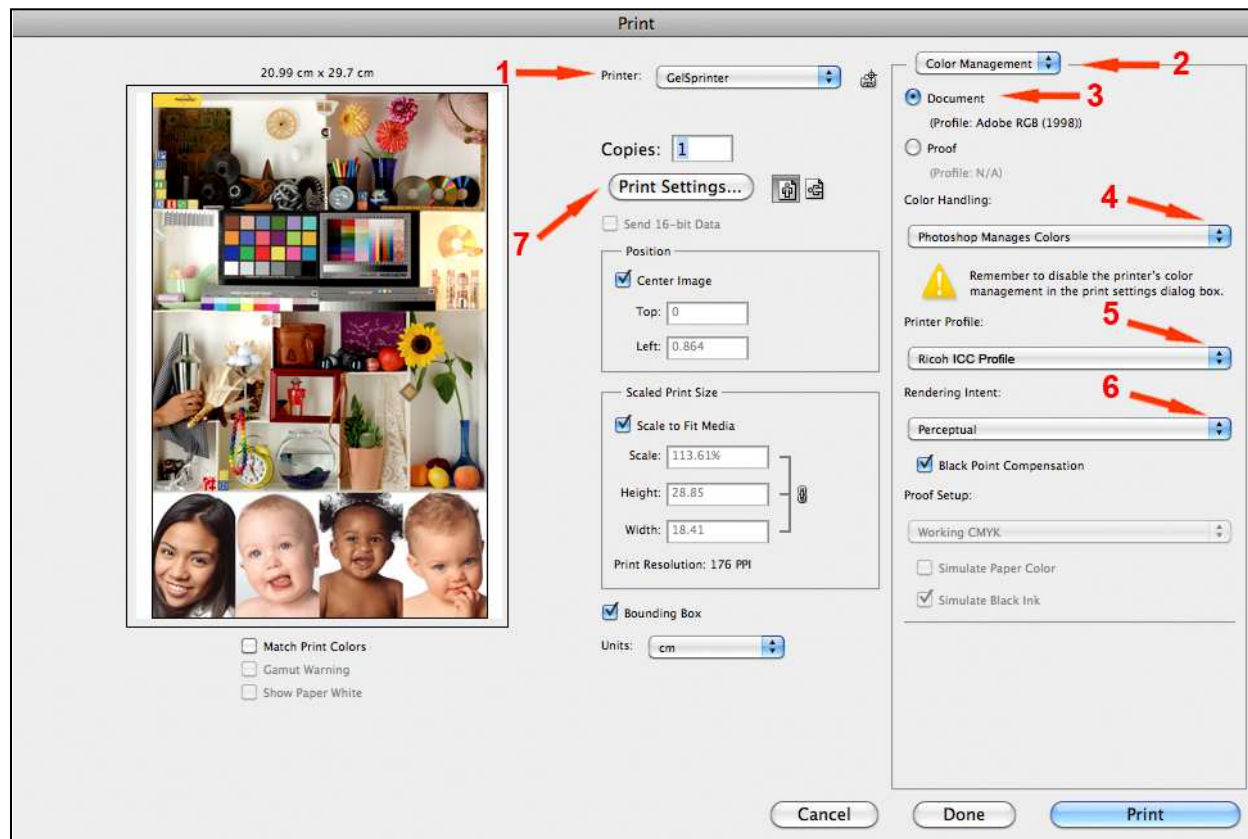 Print
20.99 cm x 29.7 cm
Match Print Colors
Gamut Warning
Show Paper White
1
Printer: GelSprinter
Copies: 1
Print Settings...
7
Send 16-bit Data
Position
Center Image
Top: 0
Left: 0.864
Scaled Print Size
Scale to Fit Media
Scale: 113.61%
Height: 28.85
Width: 18.41
Print Resolution: 176 PPI
Bounding Box
Units: cm
Color Management
2
Document
3
(Profile: Adobe RGB (1998))
Proof
(Profile: N/A)
Color Handling:
4
Photoshop Manages Colors
Remember to disable the printer's color
management in the print settings dialog box.
Printer Profile:
5
Ricoh ICC Profile
Rendering Intent:
6
Perceptual
Black Point Compensation
Proof Setup:
Working CMYK
Simulate Paper Color
Simulate Black Ink
Cancel
Done
Print